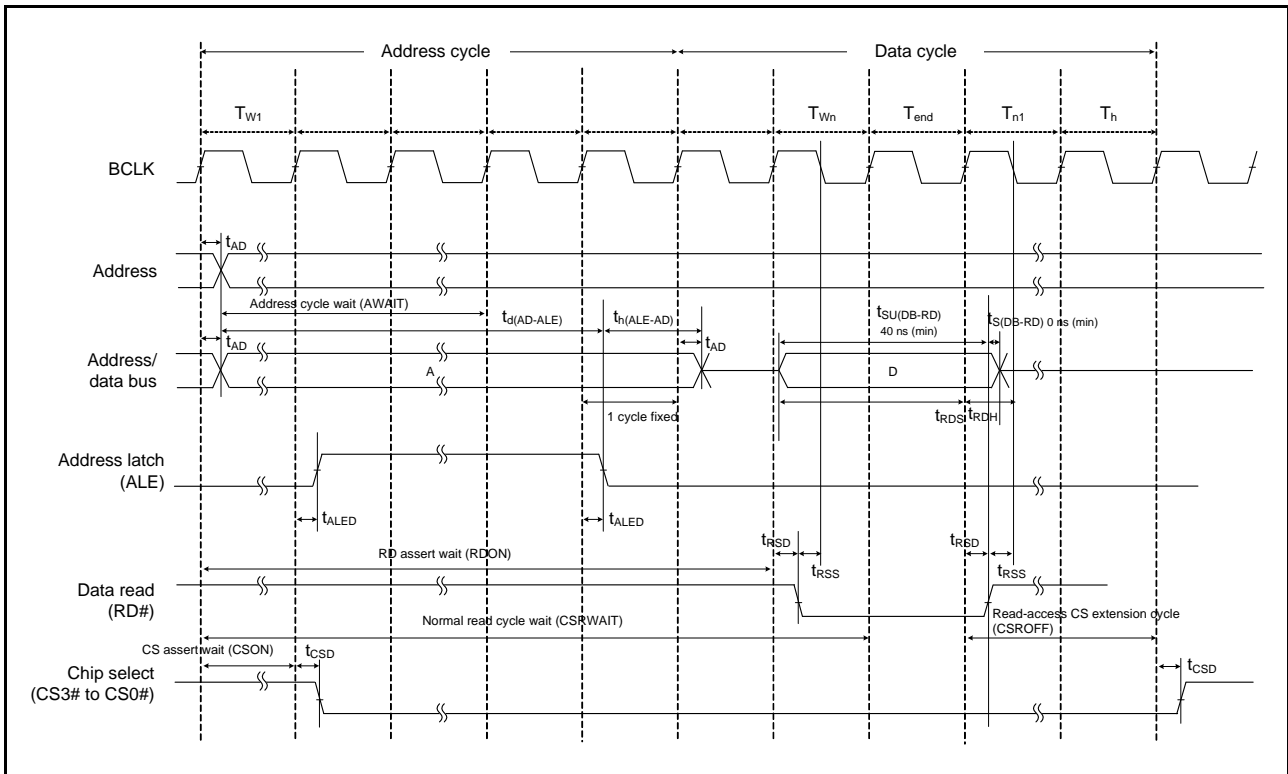 Address cycle
Data cycle
TW1
TWn
Tend
Tn1
Th
BCLK
tAD
Address
Address cycle wait (AWAIT)
td(AD-ALE)
th(ALE-AD)
tSU(DB-RD)
40 ns (min)
tS(DB-RD) 0 ns (min)
tAD
tAD
Address/
data bus
A
D
1 cycle fixed
tRDS
tRDH
Address latch
(ALE)
tALED
tALED
tRSD
tRSS
tRSD
tRSS
RD assert wait (RDON)
Data read
(RD#)
Normal read cycle wait (CSRWAIT)
Read-access CS extension cycle
(CSROFF)
CS assert wait (CSON)
tCSD
tCSD
Chip select
(CS3# to CS0#)